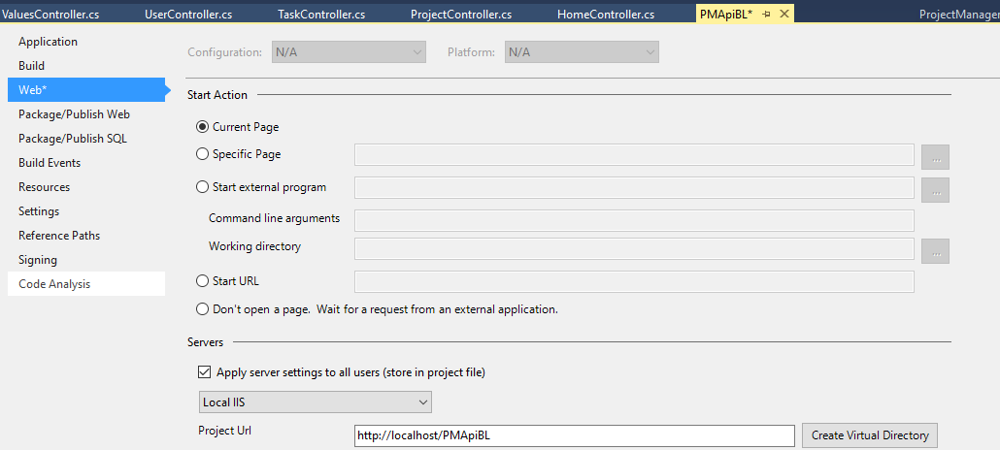 ValuesController.cs UserController.cs TaskController.cs ProjectController.cs HomeController.cs PMApiBL* ProjectManager
Application
Build
Web*
Package/Publish Web
Package/Publish SQL
Build Events
Resources
Settings
Reference Paths
Signing
Code Analysis
Configuration: N/A Platform: N/A
Start Action
Current Page
Specific Page ...
Start external program ...
Command line arguments
Working directory ...
Start URL
Don't open a page. Wait for a request from an external application.
Servers
Apply server settings to all users (store in project file)
Local IIS
Project Url http://localhost/PMApiBL Create Virtual Directory